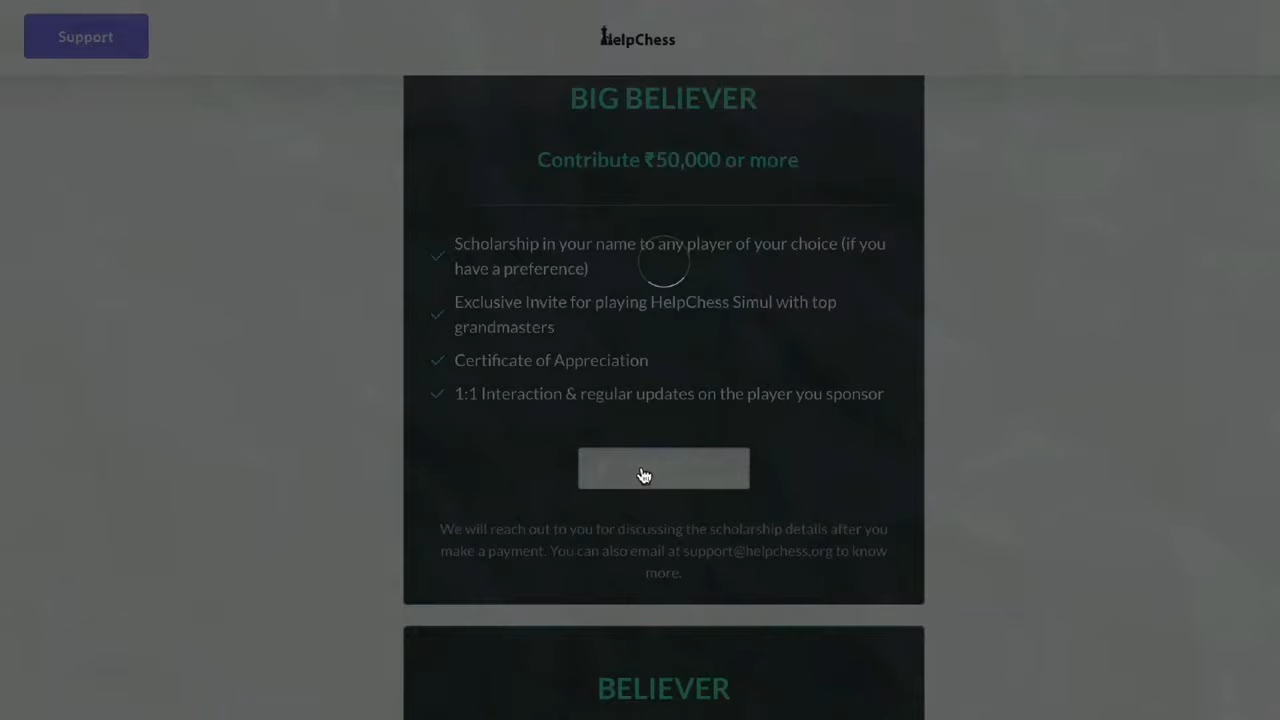 Support
HelpChess
BIG BELIEVER
Contribute ₹50,000 or more
Scholarship in your name to any player of your choice (if you
have a preference)
Exclusive Invite for playing HelpChess Simul with top
grandmasters
Certificate of Appreciation
1:1 Interaction & regular updates on the player you sponsor
We will reach out to you for discussing the scholarship details after you
make a payment. You can also email at support@helpchess.org to know
more.
BELIEVER